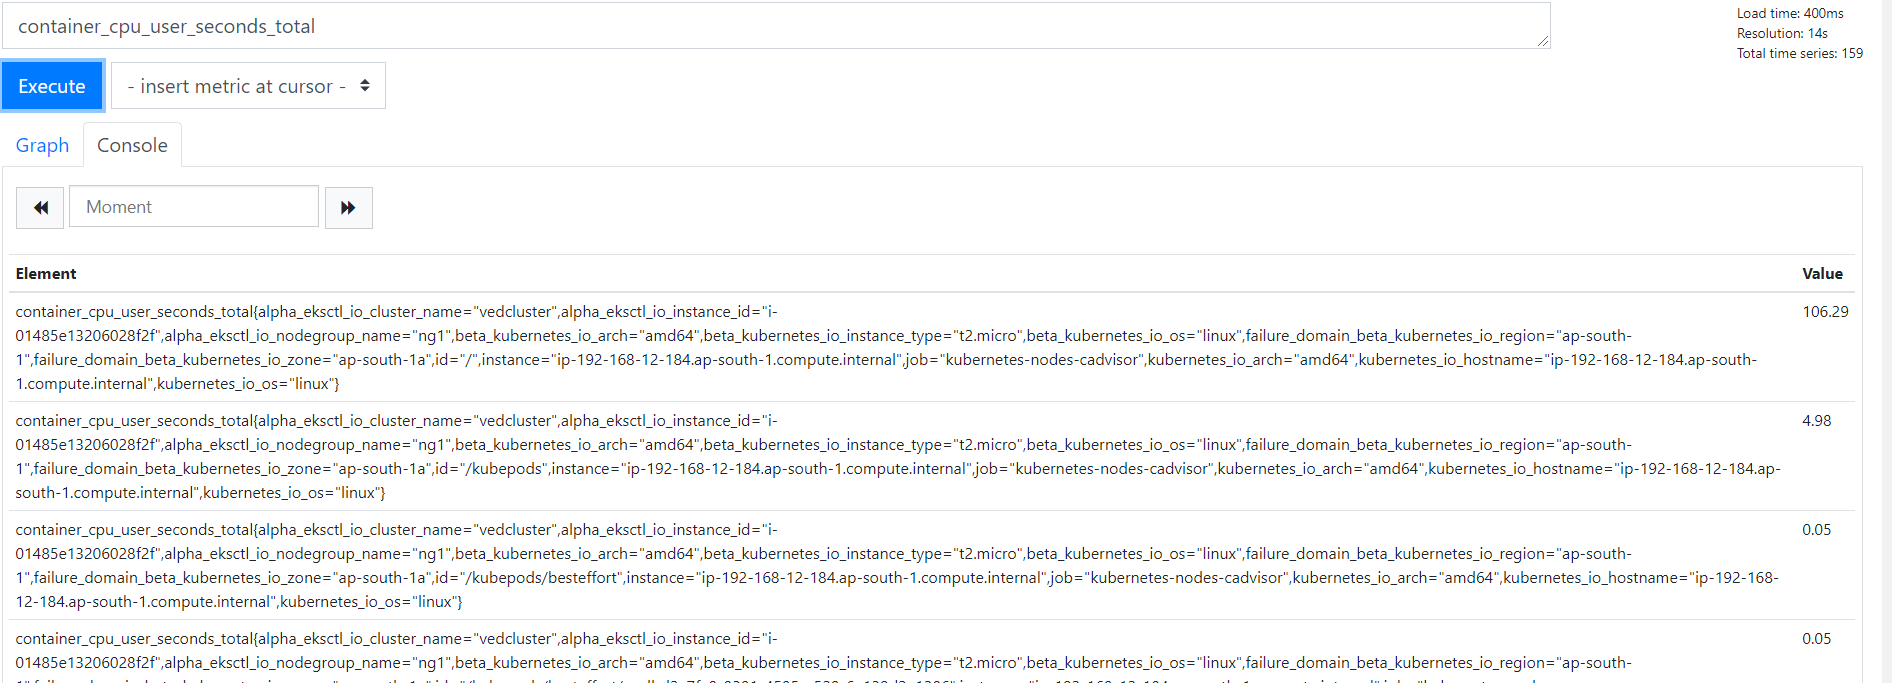 container_cpu_user_seconds_total
Load time: 400ms
Resolution: 14s
Total time series: 159
Execute
- insert metric at cursor -
Graph
Console
Moment
Element Value
container_cpu_user_seconds_total{alpha_eksctl_io_cluster_name="vedcluster",alpha_eksctl_io_instance_id="i- 106.29
01485e13206028f2f",alpha_eksctl_io_nodegroup_name="ng1",beta_kubernetes_io_arch="amd64",beta_kubernetes_io_instance_type="t2.micro",beta_kubernetes_io_os="linux",failure_domain_beta_kubernetes_io_region="ap-south-
1",failure_domain_beta_kubernetes_io_zone="ap-south-1a",id="/",instance="ip-192-168-12-184.ap-south-1.compute.internal",job="kubernetes-nodes-cadvisor",kubernetes_io_arch="amd64",kubernetes_io_hostname="ip-192-168-12-184.ap-south-
1.compute.internal",kubernetes_io_os="linux"}
container_cpu_user_seconds_total{alpha_eksctl_io_cluster_name="vedcluster",alpha_eksctl_io_instance_id="i- 4.98
01485e13206028f2f",alpha_eksctl_io_nodegroup_name="ng1",beta_kubernetes_io_arch="amd64",beta_kubernetes_io_instance_type="t2.micro",beta_kubernetes_io_os="linux",failure_domain_beta_kubernetes_io_region="ap-south-
1",failure_domain_beta_kubernetes_io_zone="ap-south-1a",id="/kubepods",instance="ip-192-168-12-184.ap-south-1.compute.internal",job="kubernetes-nodes-cadvisor",kubernetes_io_arch="amd64",kubernetes_io_hostname="ip-192-168-12-184.ap-
south-1.compute.internal",kubernetes_io_os="linux"}
container_cpu_user_seconds_total{alpha_eksctl_io_cluster_name="vedcluster",alpha_eksctl_io_instance_id="i- 0.05
01485e13206028f2f",alpha_eksctl_io_nodegroup_name="ng1",beta_kubernetes_io_arch="amd64",beta_kubernetes_io_instance_type="t2.micro",beta_kubernetes_io_os="linux",failure_domain_beta_kubernetes_io_region="ap-south-
1",failure_domain_beta_kubernetes_io_zone="ap-south-1a",id="/kubepods/besteffort",instance="ip-192-168-12-184.ap-south-1.compute.internal",job="kubernetes-nodes-cadvisor",kubernetes_io_arch="amd64",kubernetes_io_hostname="ip-192-168-
12-184.ap-south-1.compute.internal",kubernetes_io_os="linux"}
container_cpu_user_seconds_total{alpha_eksctl_io_cluster_name="vedcluster",alpha_eksctl_io_instance_id="i- 0.05
01485e13206028f2f",alpha_eksctl_io_nodegroup_name="ng1",beta_kubernetes_io_arch="amd64",beta_kubernetes_io_instance_type="t2.micro",beta_kubernetes_io_os="linux",failure_domain_beta_kubernetes_io_region="ap-south-